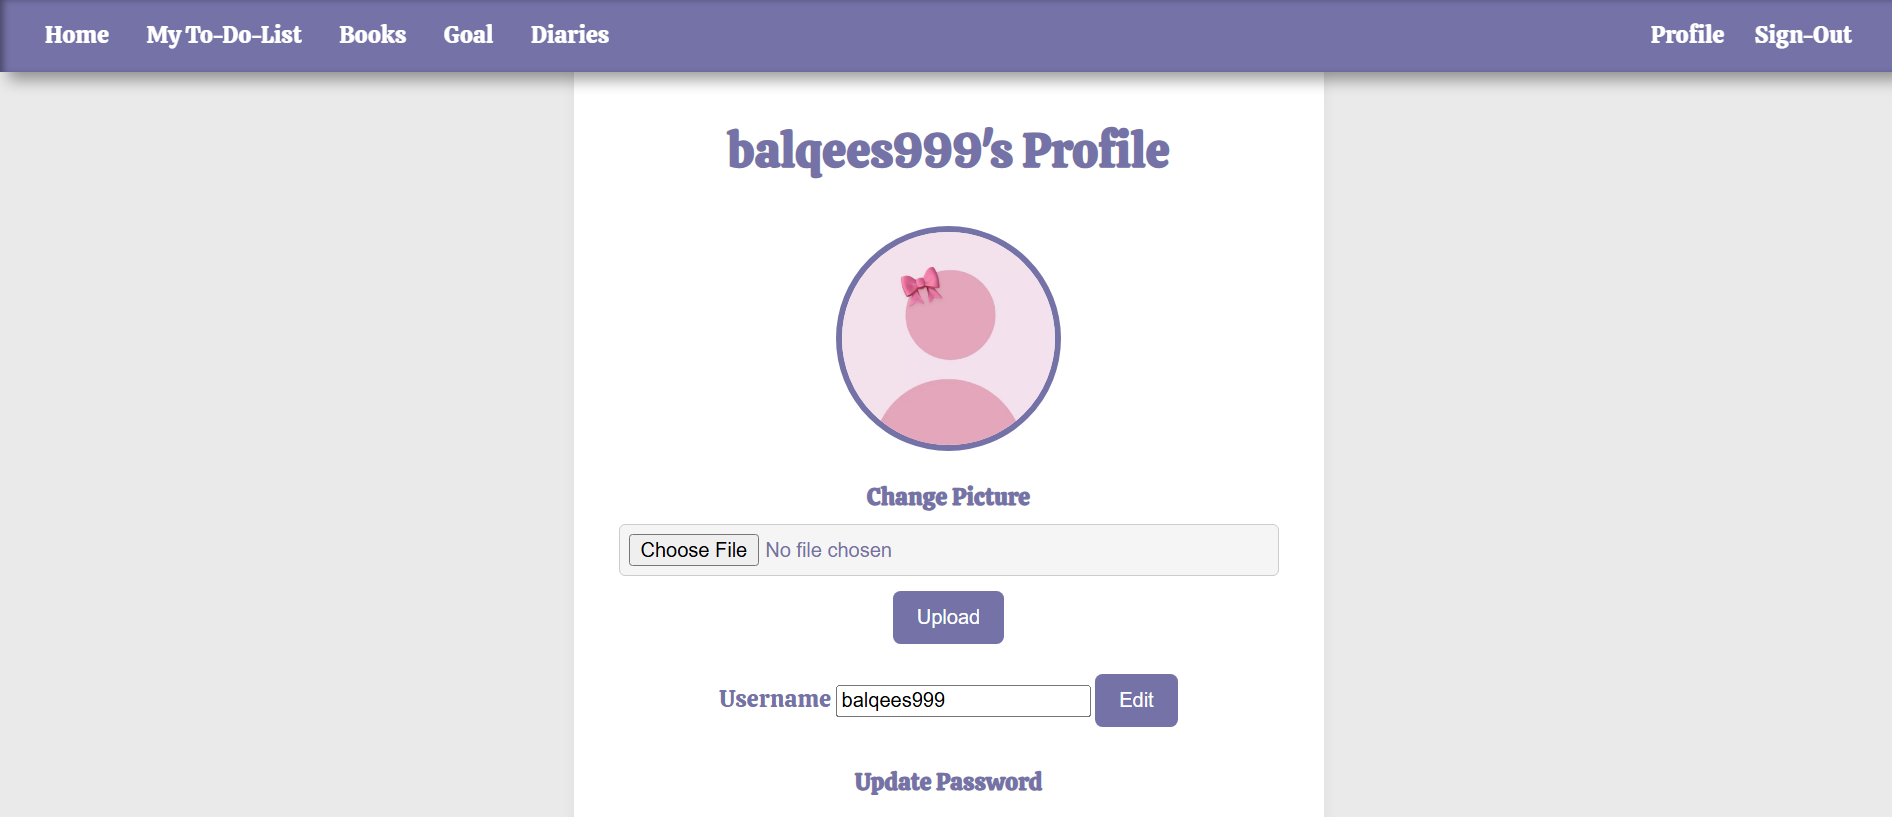 Home My To-Do-List Books Goal Diaries Profile Sign-Out
balqees999's Profile
Change Picture
Choose File No file chosen
Upload
Username balqees999 Edit
Update Password